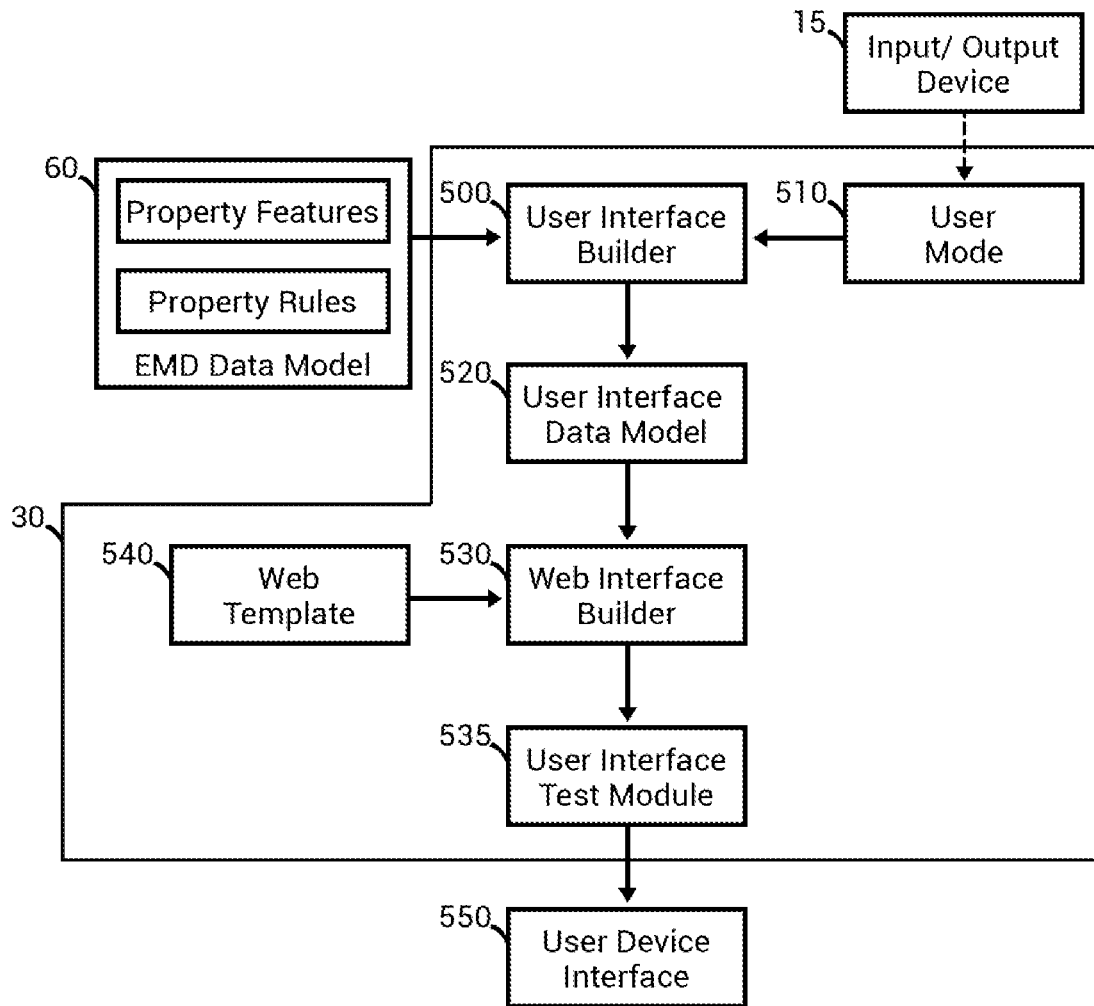 15
Input/ Output
Device
60
Property Features
Property Rules
EMD Data Model
500
User Interface
Builder
510
User
Mode
520
User Interface
Data Model
30
540
Web
Template
530
Web Interface
Builder
535
User Interface
Test Module
550
User Device
Interface